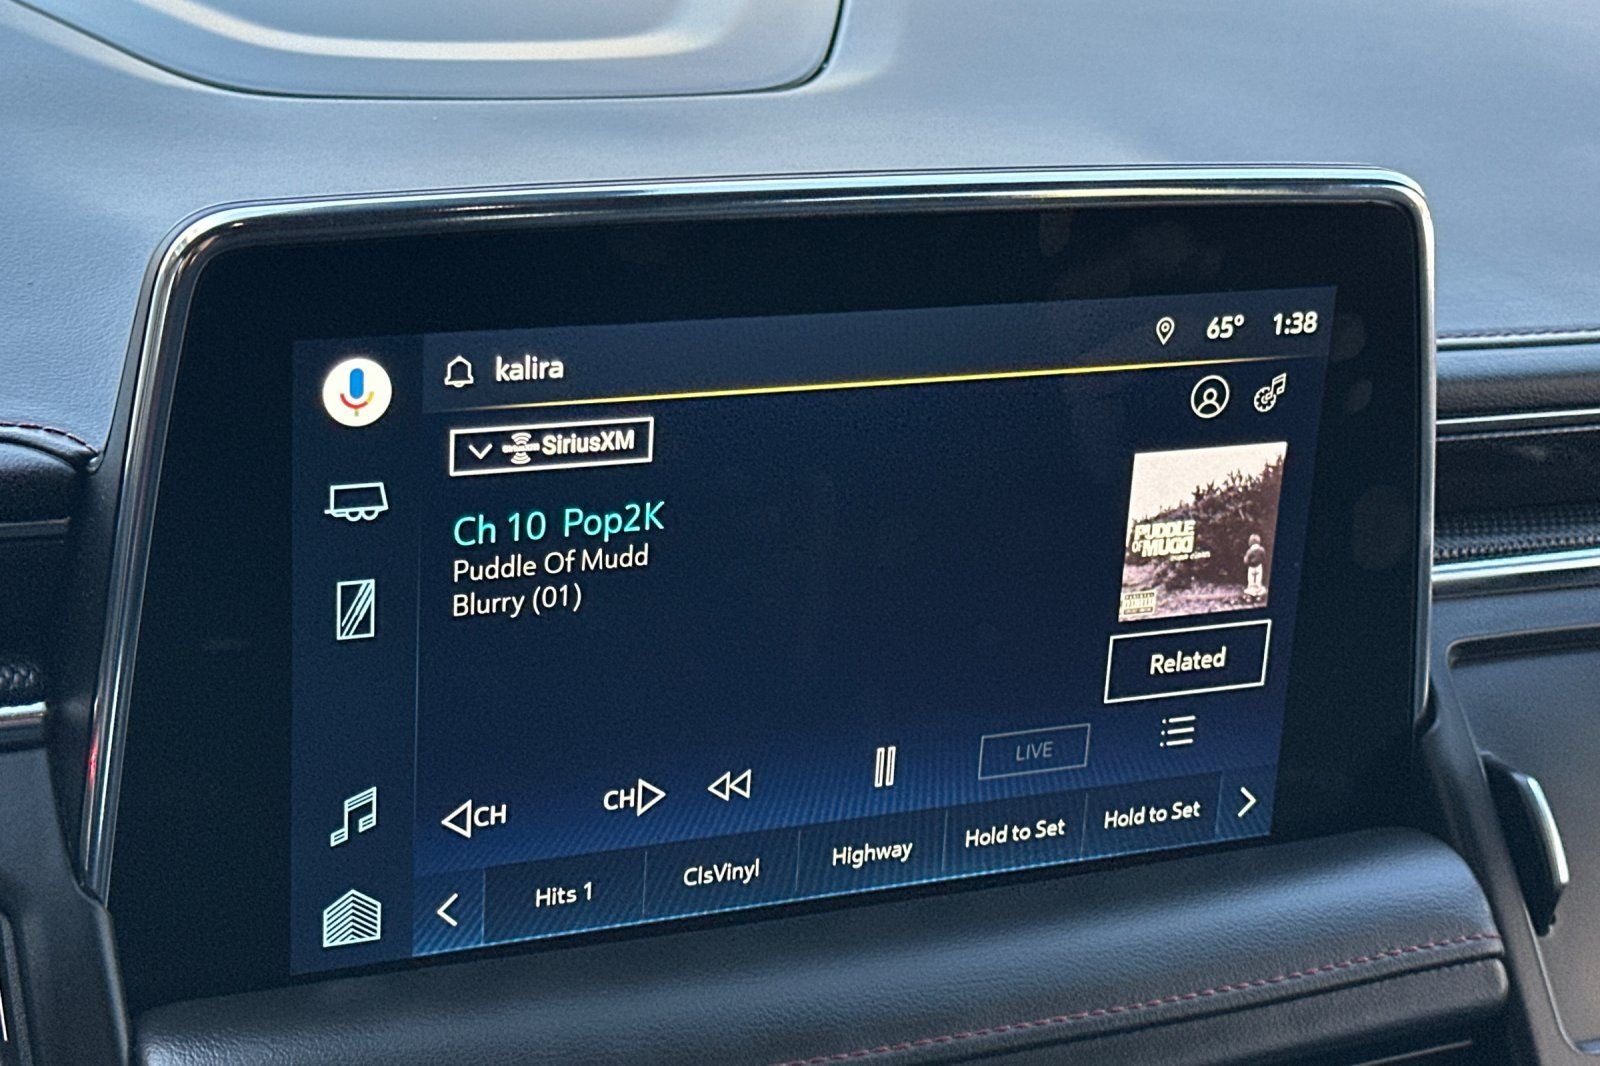 kalira
65° 1:38
SiriusXM
Ch 10 Pop2K
Puddle Of Mudd
Blurry (01)
PUDDLE
OF MUDD
Related
CH
CH
LIVE
Hits 1
ClsVinyl
Highway
Hold to Set
Hold to Set